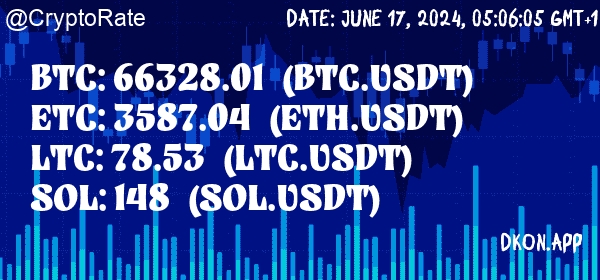 @CryptoRate
DATE: JUNE 17, 2024, 05:06:05 GMT+1
BTC: 66328.01 (BTC.USDT)
ETC: 3587.04 (ETH.USDT)
LTC: 78.53 (LTC.USDT)
SOL: 148 (SOL.USDT)
DKON.APP